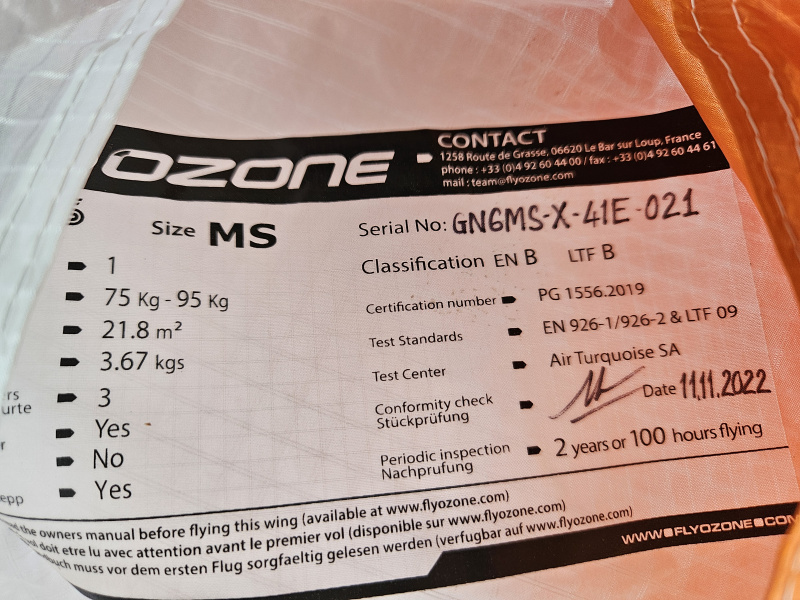 OZONE
CONTACT
1258 Route de Grasse, 06620 Le Bar sur Loup, France
phone : +33 (0)4 92 60 44 00 / fax : +33 (0)4 92 60 44 61
mail : team@flyozone.com
Size MS
1
75 Kg - 95 Kg
21.8 m²
3.67 kgs
3
Yes
No
Yes
rs
urte
r
epp
Serial No: GN6MS-X-41E-021
Classification EN B LTF B
Certification number PG 1556.2019
Test Standards EN 926-1/926-2 & LTF 09
Test Center Air Turquoise SA
Conformity check
Stückprüfung
Date 11,11.2022
Periodic inspection
Nachprufung
2 years or 100 hours flying
the owners manual before flying this wing (available at www.flyozone.com)
doit etre lu avec attention avant le premier vol (disponible sur www.flyozone.com)
buch muss vor dem ersten Flug sorgfaeltig gelesen werden (verfugbar auf www.flyozone.com)
WWW.FLYOZONE.COM